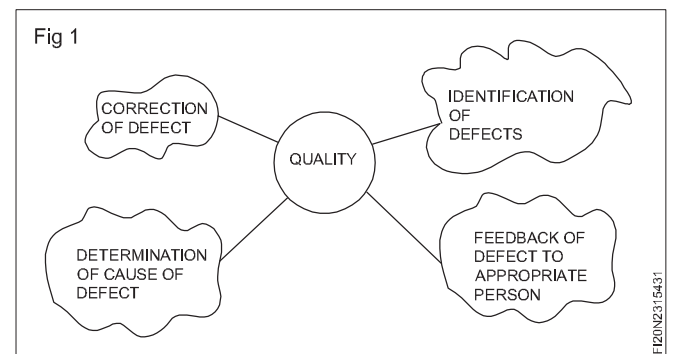 Fig 1
CORRECTION
OF DEFECT
IDENTIFICATION
OF
DEFECTS
QUALITY
DETERMINATION
OF CAUSE OF
DEFECT
FEEDBACK OF
DEFECT TO
APPROPRIATE
PERSON
FI20N2315431